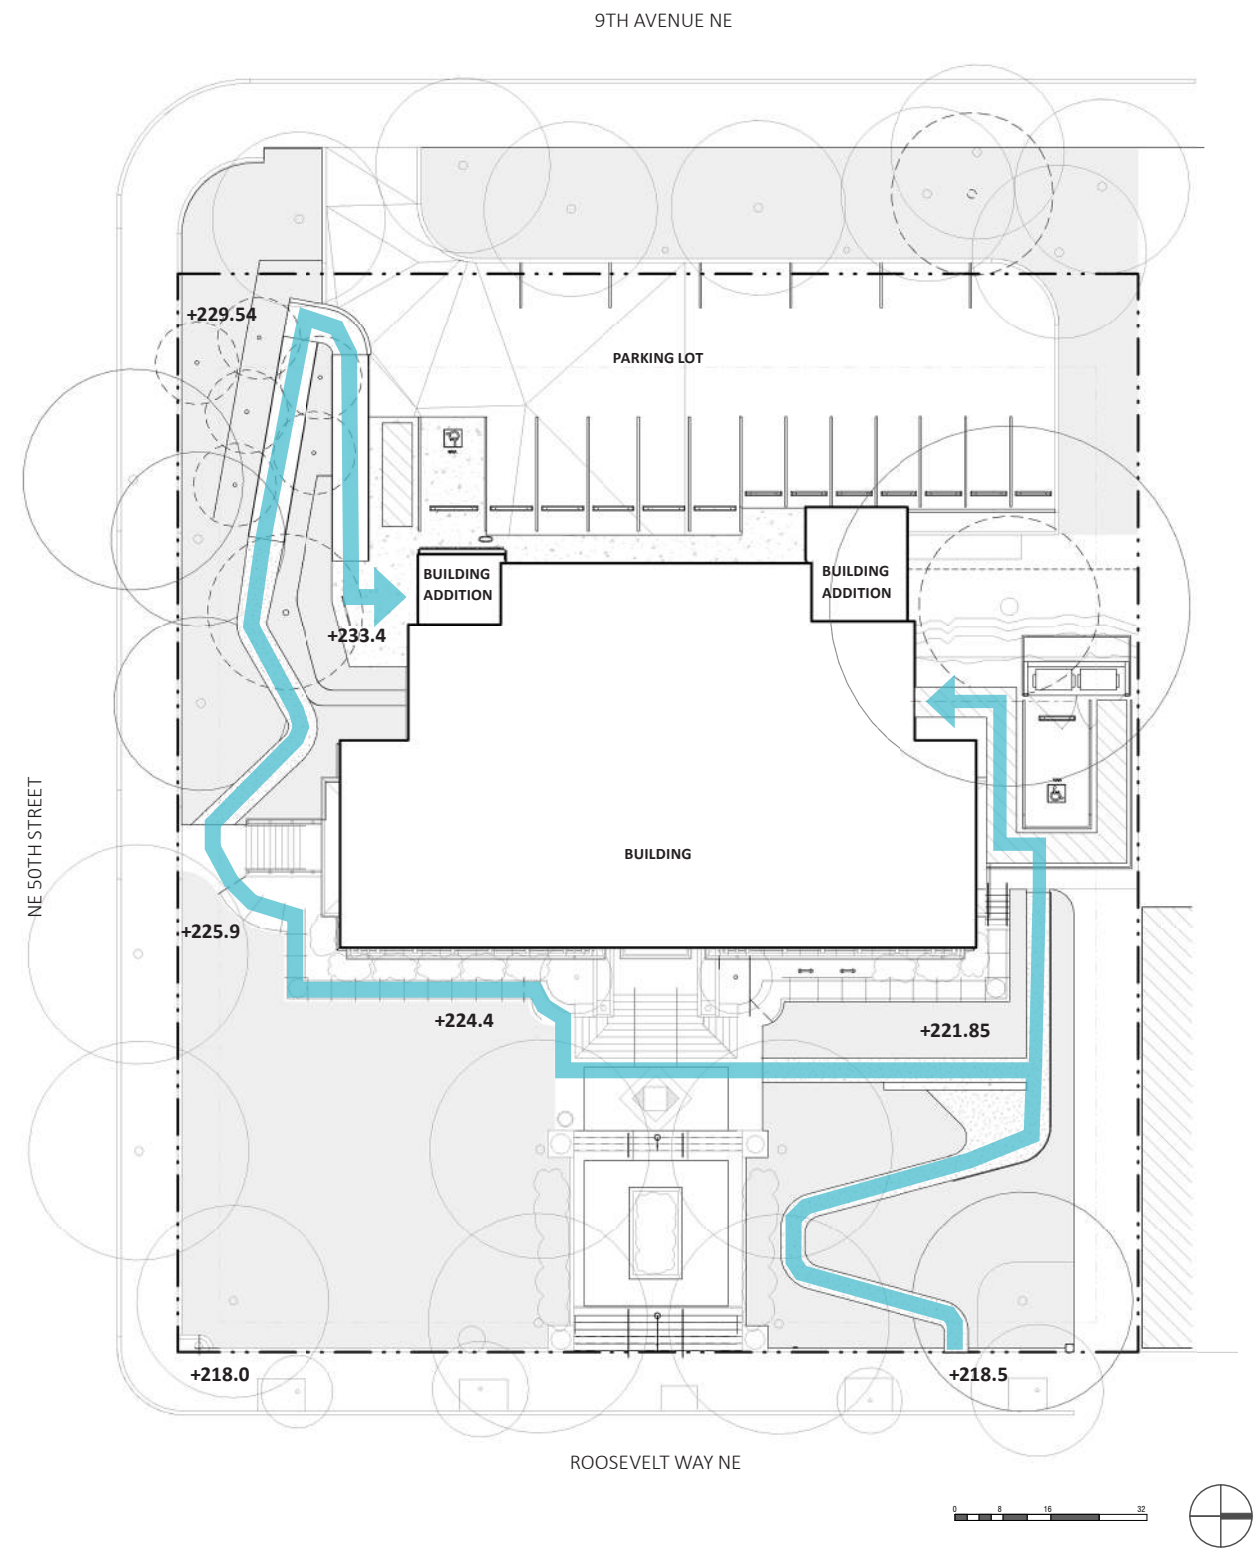 9TH AVENUE NE
+229.54
PARKING LOT
BUILDING
ADDITION
BUILDING
ADDITION
+233.4
NE 50TH STREET
BUILDING
+225.9
+224.4
+221.85
+218.0
+218.5
ROOSEVELT WAY NE
0 8 16 32